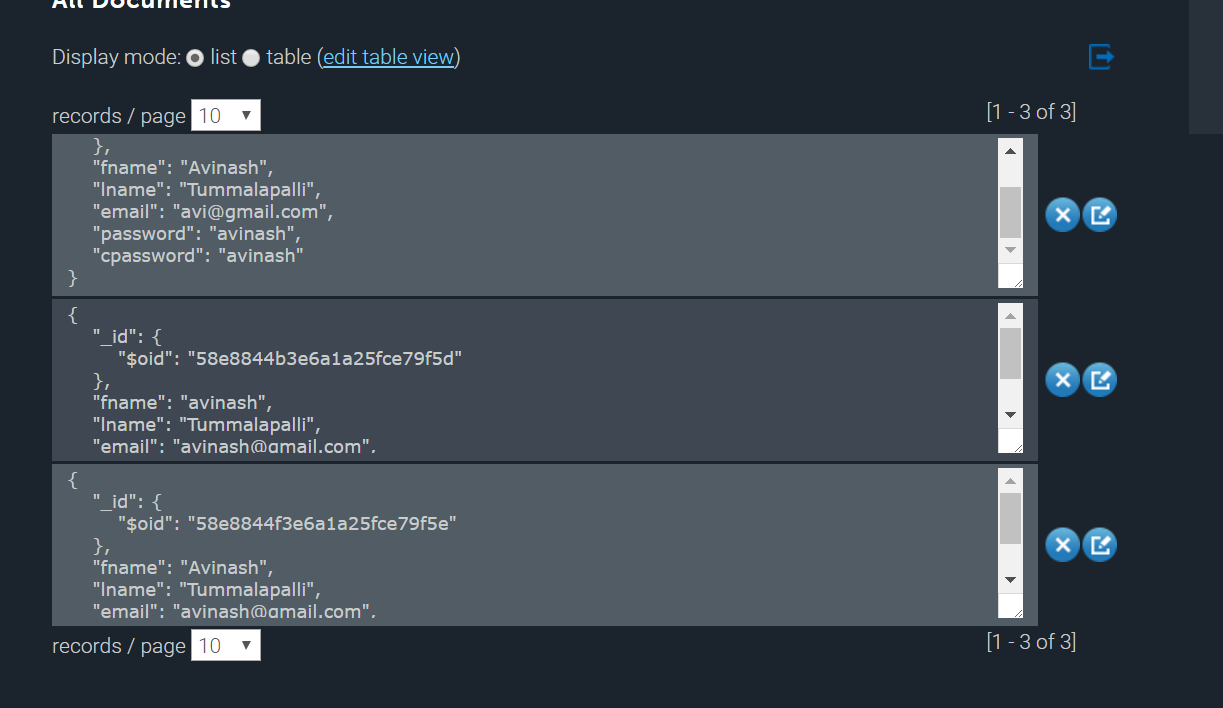 All Documents
Display mode: list table (edit table view)
records / page 10 [1 - 3 of 3]
},
"fname": "Avinash",
"lname": "Tummalapalli",
"email": "avi@gmail.com",
"password": "avinash",
"cpassword": "avinash"
}
{
"_id": {
"$oid": "58e8844b3e6a1a25fce79f5d"
},
"fname": "avinash",
"lname": "Tummalapalli",
"email": "avinash@gmail.com",
{
"_id": {
"$oid": "58e8844f3e6a1a25fce79f5e"
},
"fname": "Avinash",
"lname": "Tummalapalli",
"email": "avinash@gmail.com",
records / page 10 [1 - 3 of 3]